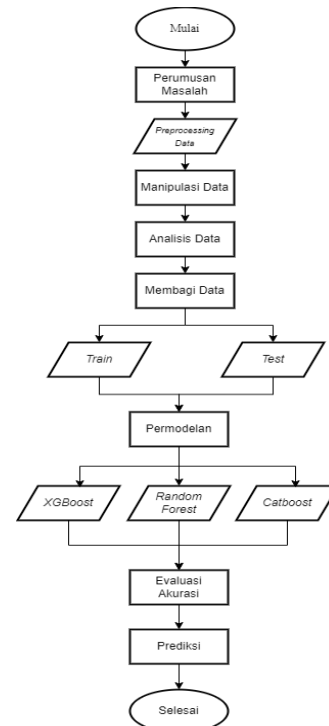 Mulai
Perumusan
Masalah
Preprocessing
Data
Manipulasi Data
Analisis Data
Membagi Data
Train
Test
Permodelan
XGBoost
Random
Forest
Catboost
Evaluasi
Akurasi
Prediksi
Selesai